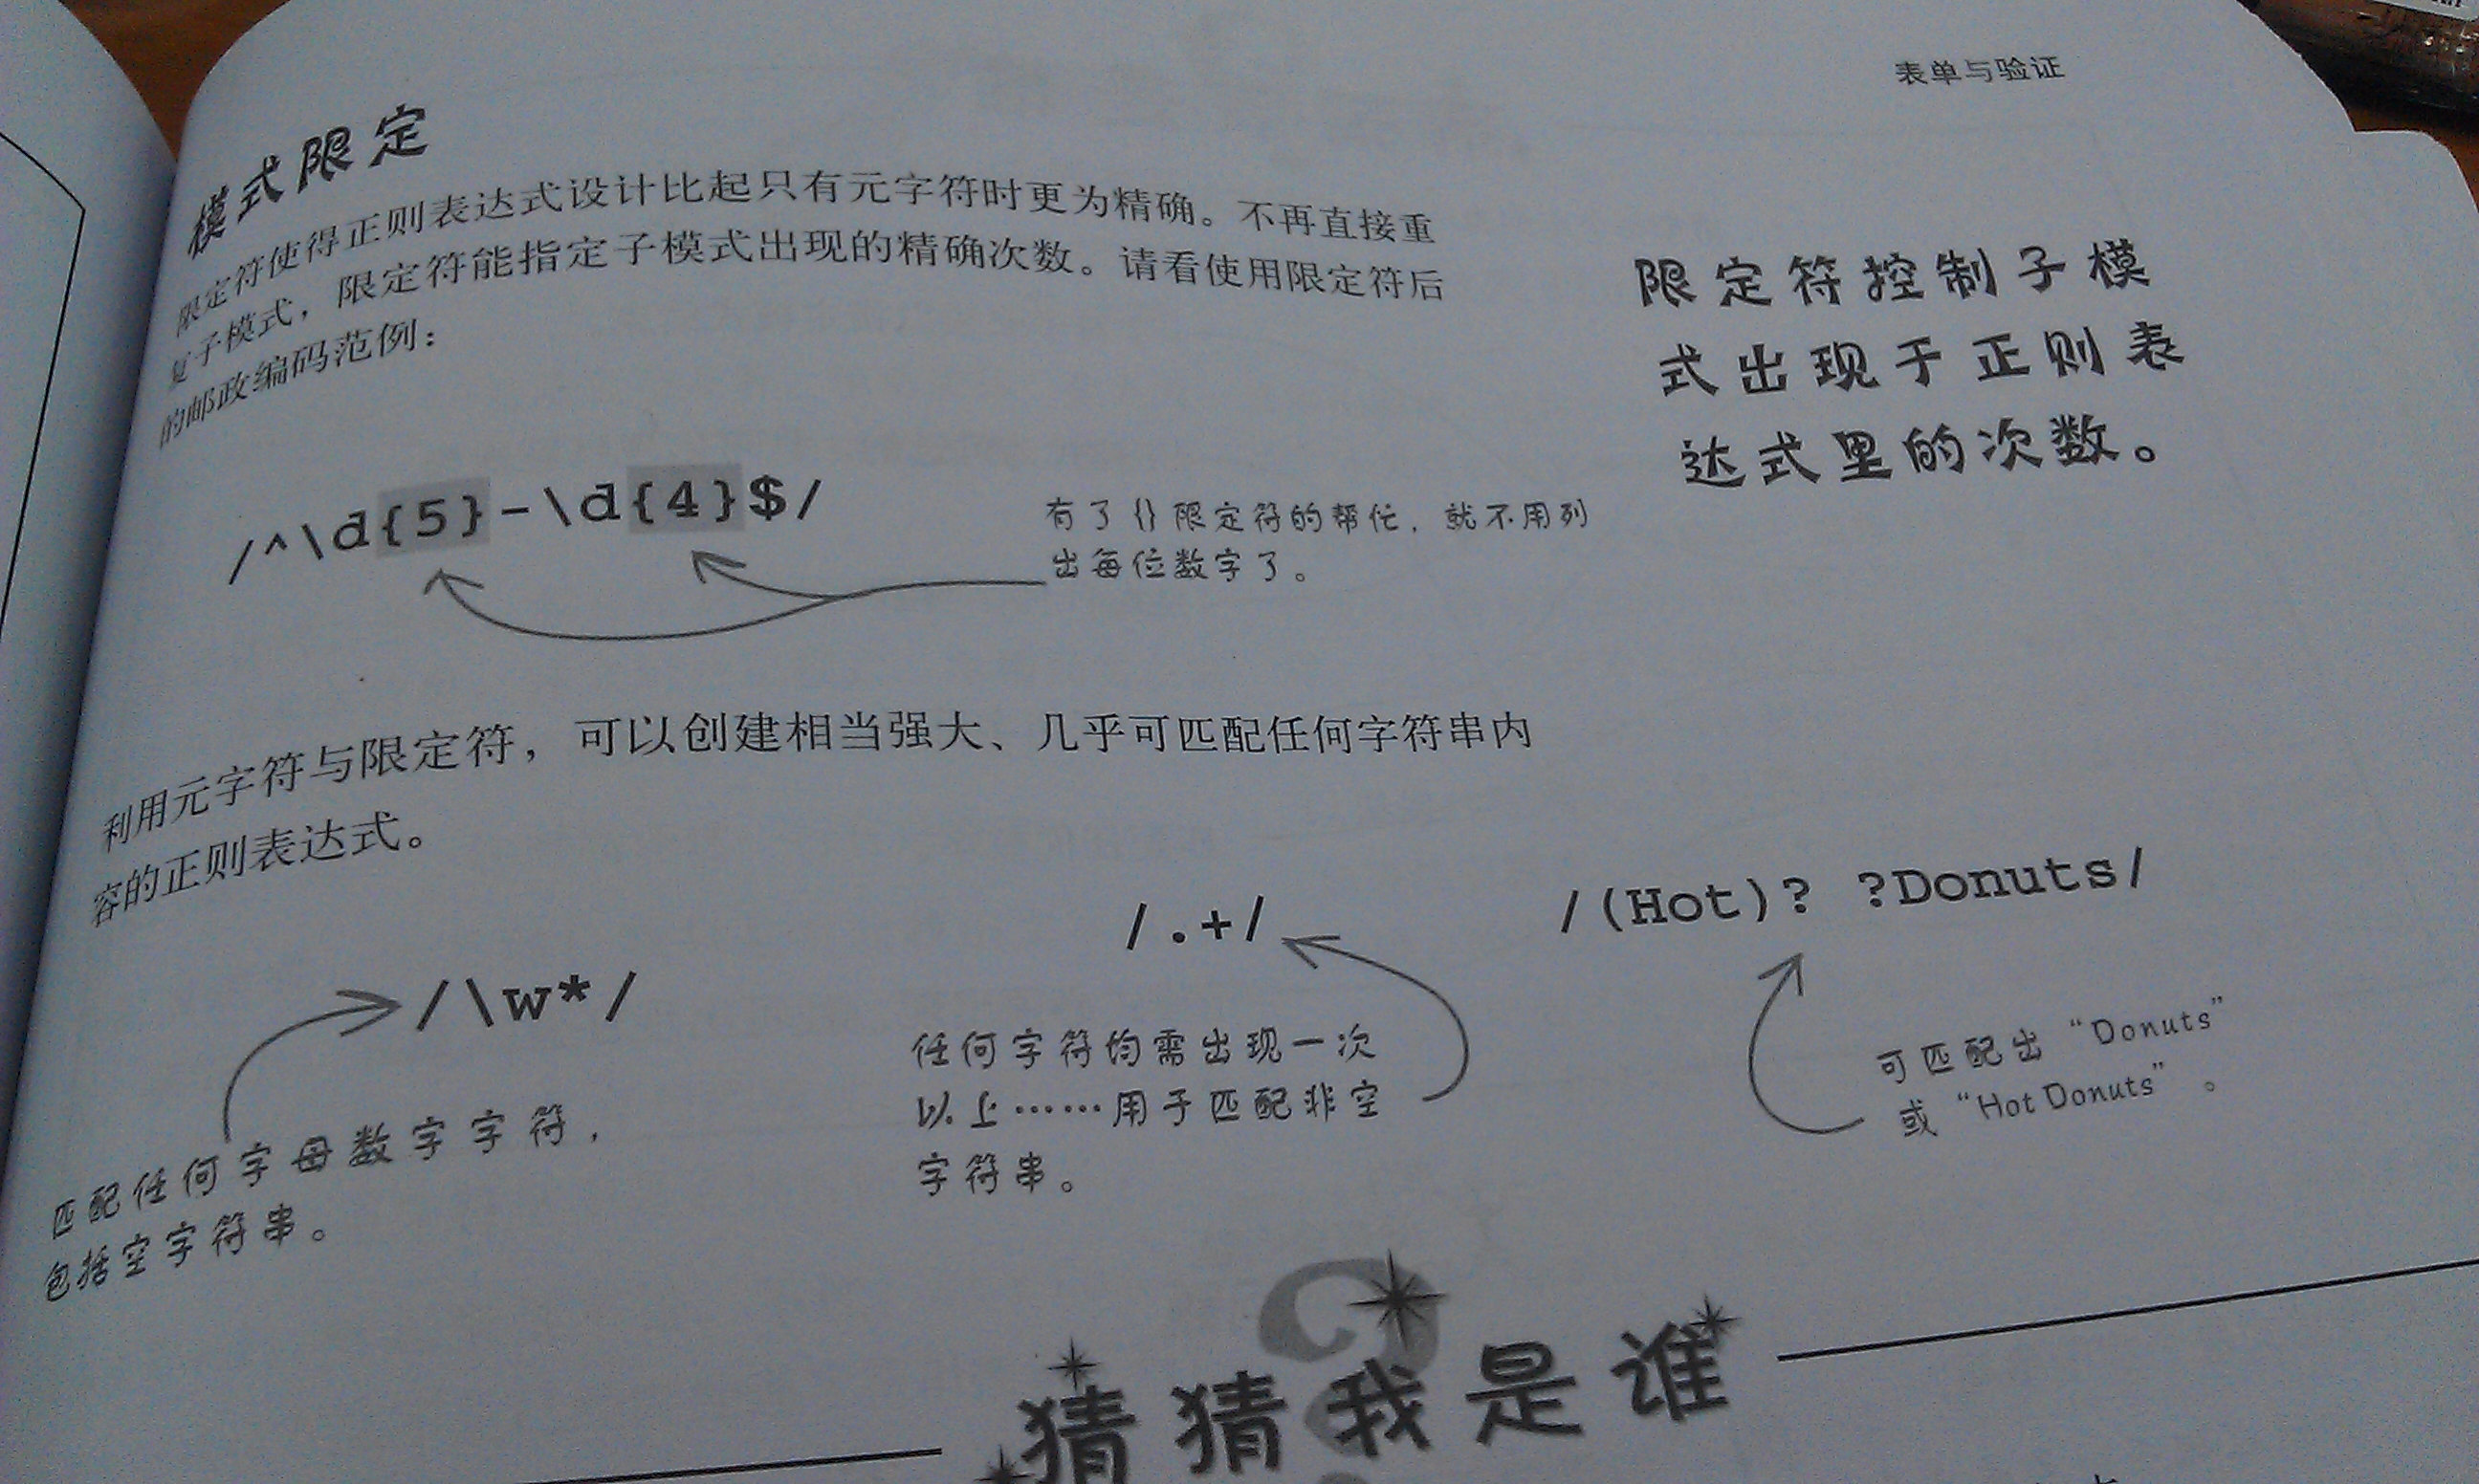 表单与验证
模式限定
限定符使得正则表达式设计比起只有元字符时更为精确。不再直接重
复子模式，限定符能指定子模式出现的精确次数。请看使用限定符后
的邮政编码范例：
限定符控制子模
式出现于正则表
达式里的次数。
/^\d{5}-\d{4}$/
有了{}限定符的帮忙，就不用列
出每位数字了。
利用元字符与限定符，可以创建相当强大、几乎可匹配任何字符串内
容的正则表达式。
/\w*/
匹配任何字母数字字符，
包括空字符串。
/.+/
任何字符均需出现一次
以上……用于匹配非空
字符串。
/(Hot)? ?Donuts/
可匹配出“Donuts”
或“Hot Donuts”。
猜猜我是谁